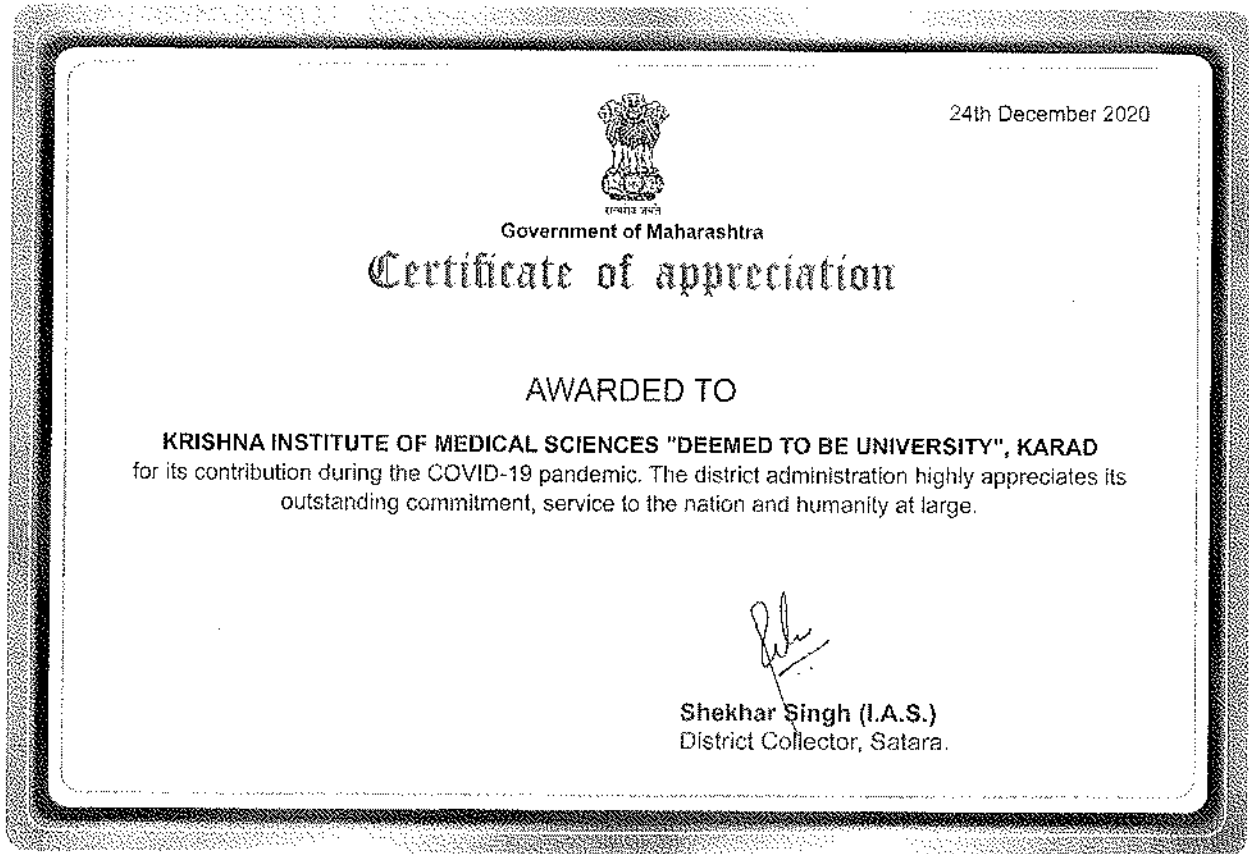 24th December 2020
सत्यमेव जयते
Government of Maharashtra
Certificate of appreciation
AWARDED TO
KRISHNA INSTITUTE OF MEDICAL SCIENCES "DEEMED TO BE UNIVERSITY", KARAD
for its contribution during the COVID-19 pandemic. The district administration highly appreciates its
outstanding commitment, service to the nation and humanity at large.
Shekhar Singh (I.A.S.)
District Collector, Satara.